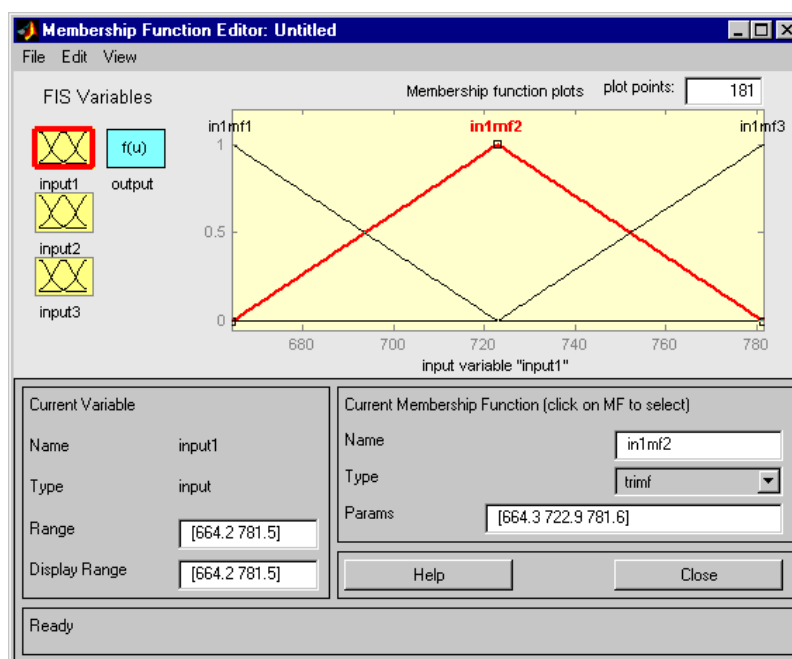 Membership Function Editor: Untitled
File Edit View
FIS Variables
Membership function plots
plot points:
181
in1mf1
in1mf2
in1mf3
f(u)
input1
output
input2
input3
1
0.5
0
680
700
720
740
760
780
input variable "input1"
Current Variable
Name
input1
Type
input
Range
[664.2 781.5]
Display Range
[664.2 781.5]
Current Membership Function (click on MF to select)
Name
in1mf2
Type
trimf
Params
[664.3 722.9 781.6]
Help
Close
Ready